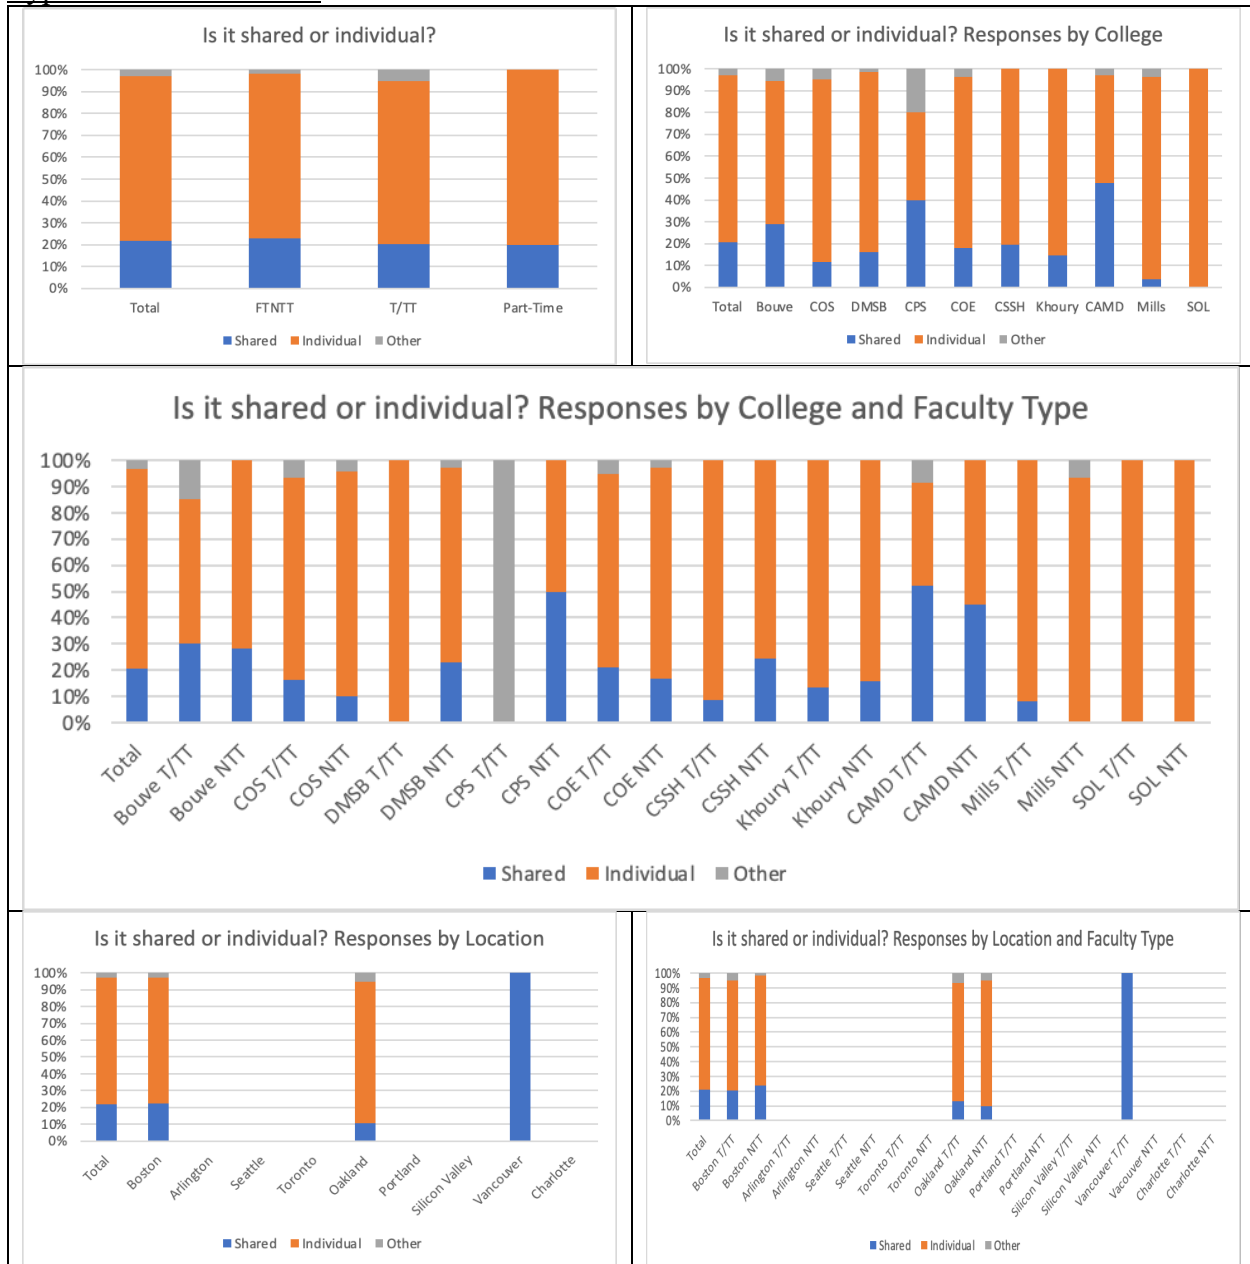 Is it shared or individual?
100%
90%
80%
70%
60%
50%
40%
30%
20%
10%
0%
Total FTNTT T/TT Part-Time
Shared Individual Other
Is it shared or individual? Responses by College
100%
90%
80%
70%
60%
50%
40%
30%
20%
10%
0%
Total Bouve COS DMSB CPS COE CSSH Khoury CAMD Mills SOL
Shared Individual Other
Is it shared or individual? Responses by College and Faculty Type
100%
90%
80%
70%
60%
50%
40%
30%
20%
10%
0%
Total
Bouve T/TT
Bouve NTT
COS T/TT
COS NTT
DMSB T/TT
DMSB NTT
CPS T/TT
CPS NTT
COE T/TT
COE NTT
CSSH T/TT
CSSH NTT
Khoury T/TT
Khoury NTT
CAMD T/TT
CAMD NTT
Mills T/TT
Mills NTT
SOL T/TT
SOL NTT
Shared Individual Other
Is it shared or individual? Responses by Location
100%
90%
80%
70%
60%
50%
40%
30%
20%
10%
0%
Total
Boston
Arlington
Seattle
Toronto
Oakland
Portland
Silicon Valley
Vancouver
Charlotte
Shared Individual Other
Is it shared or individual? Responses by Location and Faculty Type
100%
90%
80%
70%
60%
50%
40%
30%
20%
10%
0%
Total
Boston T/TT
Boston NTT
Arlington T/TT
Arlington NTT
Seattle T/TT
Seattle NTT
Toronto T/TT
Toronto NTT
Oakland T/TT
Oakland NTT
Portland T/TT
Portland NTT
Silicon Valley T/TT
Silicon Valley NTT
Vancouver T/TT
Vacouver NTT
Charlotte T/TT
Charlotte NTT
Shared Individual Other